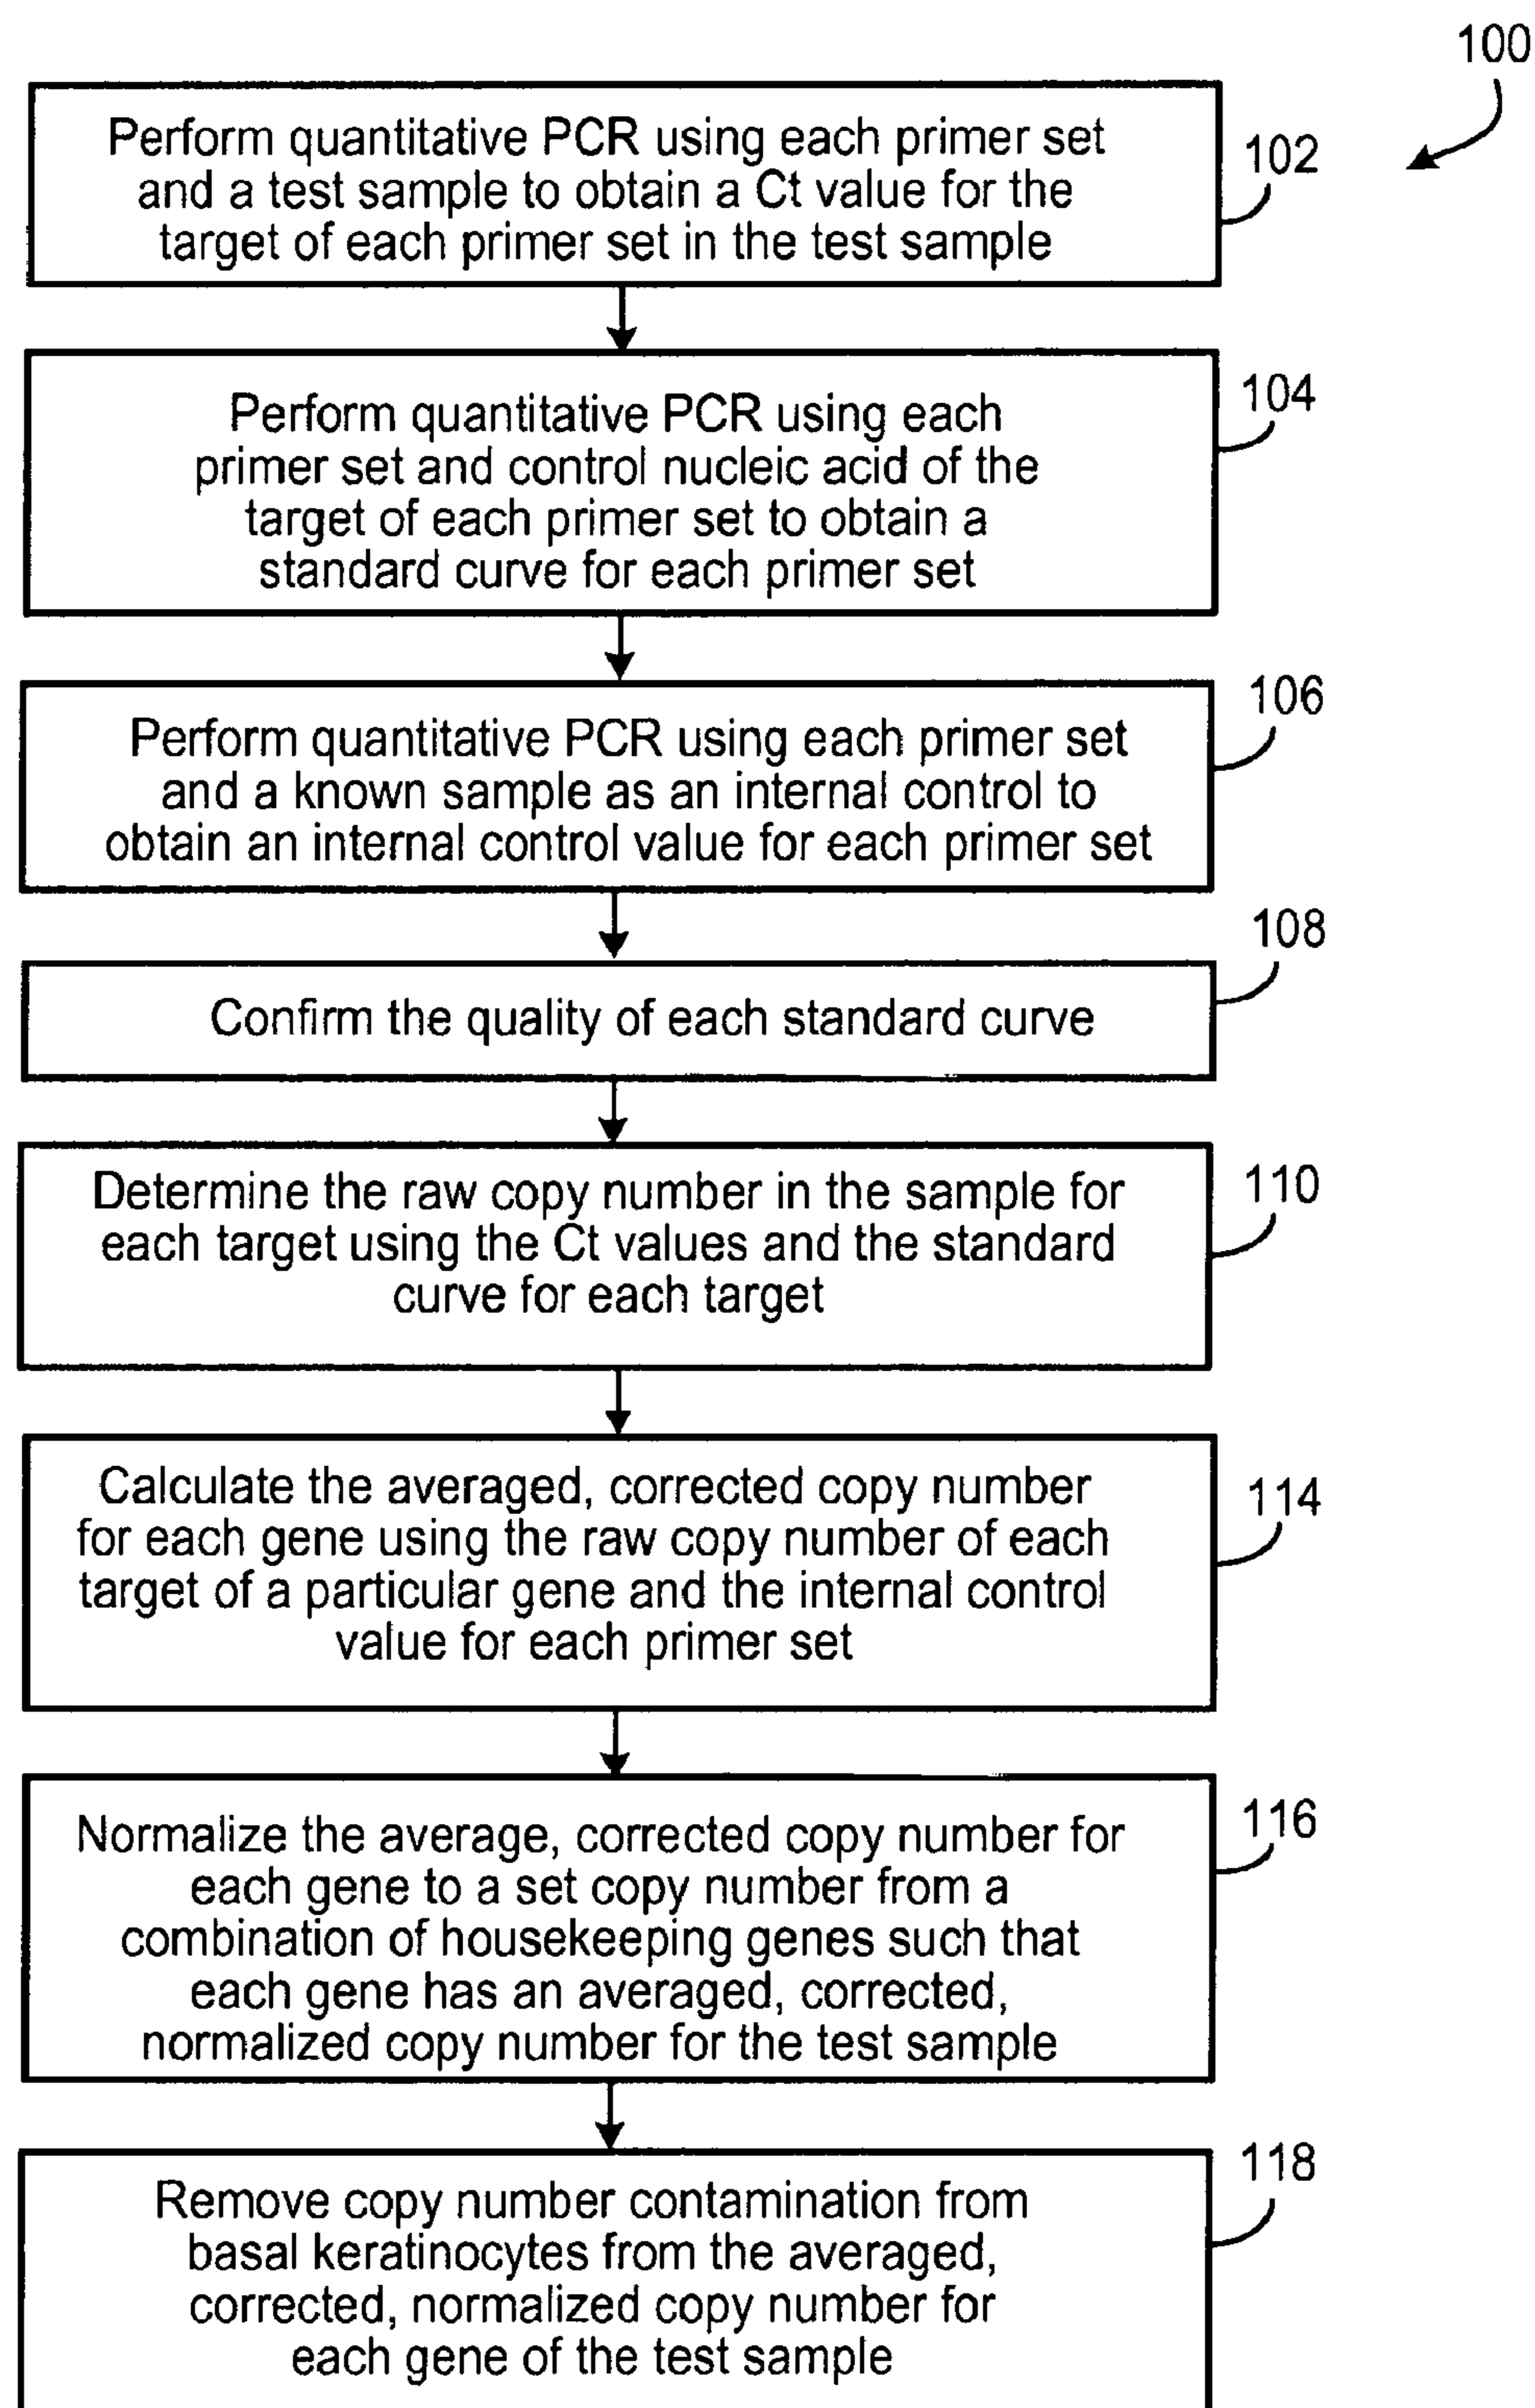 100
Perform quantitative PCR using each primer set
and a test sample to obtain a Ct value for the
target of each primer set in the test sample
102
Perform quantitative PCR using each
primer set and control nucleic acid of the
target of each primer set to obtain a
standard curve for each primer set
104
Perform quantitative PCR using each primer set
and a known sample as an internal control to
obtain an internal control value for each primer set
106
Confirm the quality of each standard curve
108
Determine the raw copy number in the sample for
each target using the Ct values and the standard
curve for each target
110
Calculate the averaged, corrected copy number
for each gene using the raw copy number of each
target of a particular gene and the internal control
value for each primer set
114
Normalize the average, corrected copy number for
each gene to a set copy number from a
combination of housekeeping genes such that
each gene has an averaged, corrected,
normalized copy number for the test sample
116
Remove copy number contamination from
basal keratinocytes from the averaged,
corrected, normalized copy number for
each gene of the test sample
118